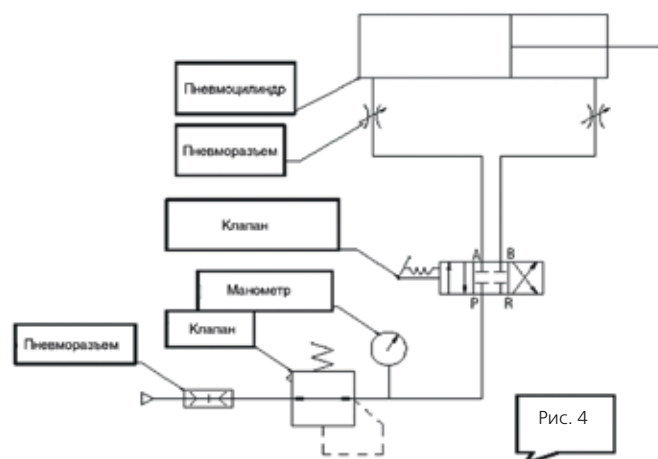 Пневмоцилиндр
Пневморазъем
Клапан
A B
P R
Манометр
Клапан
Пневморазъем
Рис. 4